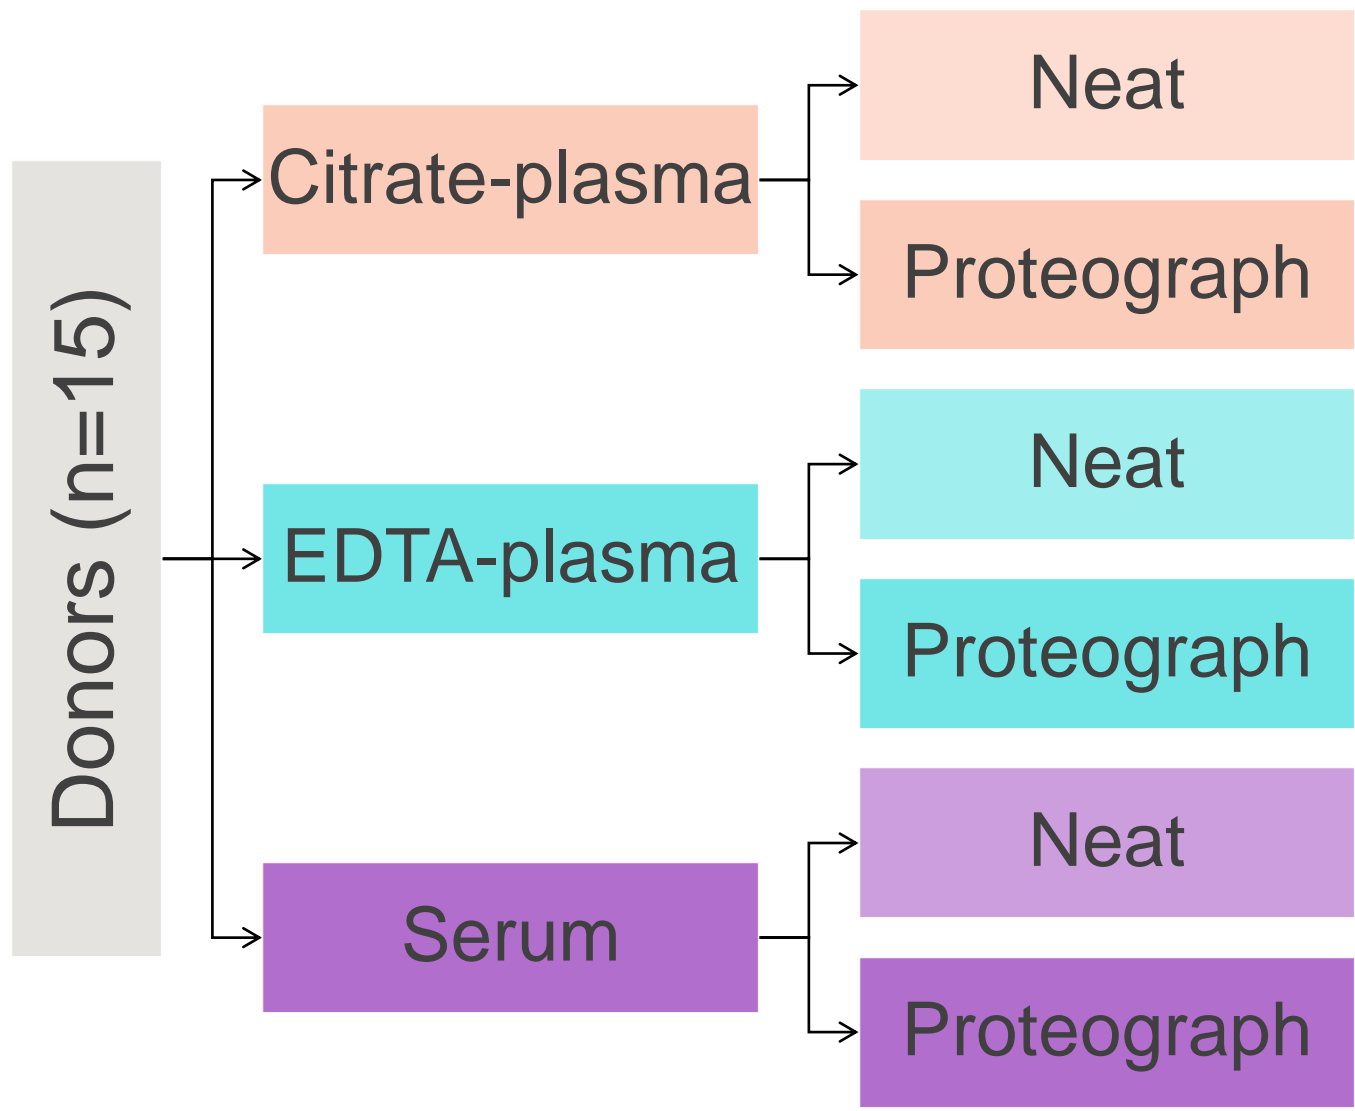 Donors (n=15)
Citrate-plasma
Neat
Proteograph
EDTA-plasma
Neat
Proteograph
Serum
Neat
Proteograph